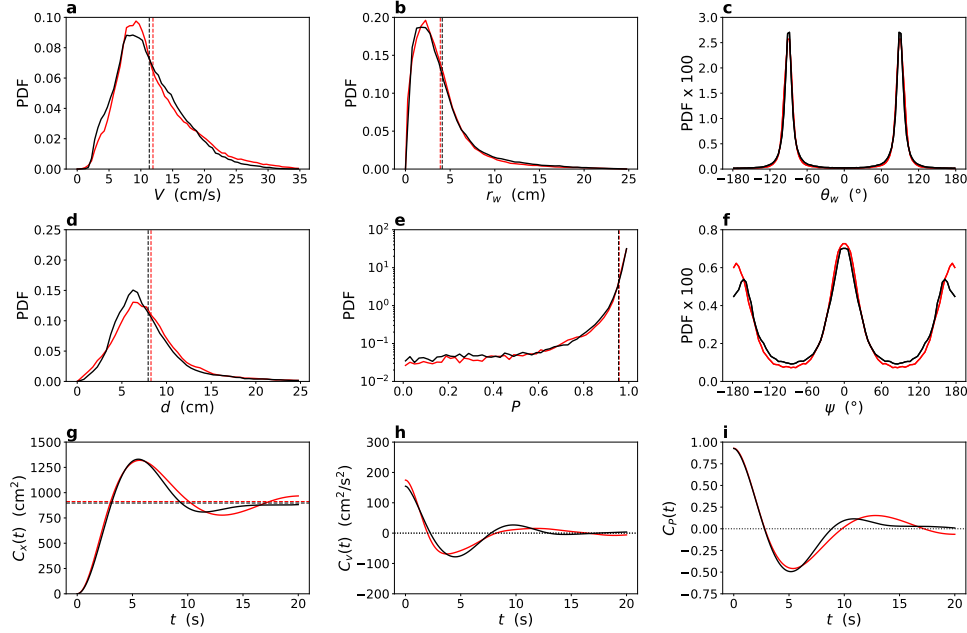 a
PDF
0.10
0.08
0.06
0.04
0.02
0.00
0 5 10 15 20 25 30 35
V (cm/s)
b
PDF
0.20
0.15
0.10
0.05
0.00
0 5 10 15 20 25
r_w (cm)
c
PDF x 100
3.0
2.5
2.0
1.5
1.0
0.5
0.0
−180 −120 −60 0 60 120 180
θ_w (°)
d
PDF
0.25
0.20
0.15
0.10
0.05
0.00
0 5 10 15 20 25
d (cm)
e
PDF
10^2
10^1
10^0
10^−1
10^−2
0.0 0.2 0.4 0.6 0.8 1.0
P
f
PDF x 100
0.8
0.6
0.4
0.2
0.0
−180 −120 −60 0 60 120 180
ψ (°)
g
C_x(t) (cm^2)
1500
1250
1000
750
500
250
0
0 5 10 15 20
t (s)
h
C_v(t) (cm^2/s^2)
300
200
100
0
−100
−200
0 5 10 15 20
t (s)
i
C_P(t)
1.00
0.75
0.50
0.25
0.00
−0.25
−0.50
−0.75
0 5 10 15 20
t (s)